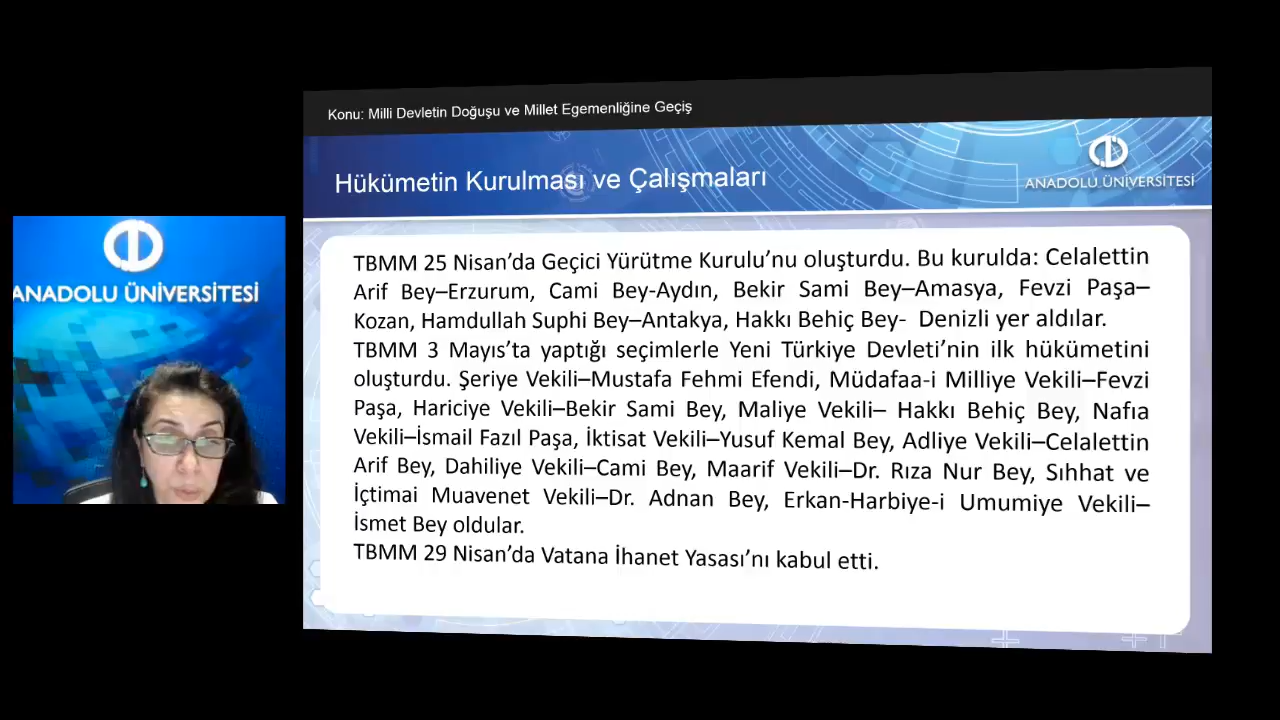 Konu: Milli Devletin Doğuşu ve Millet Egemenliğine Geçiş
Hükümetin Kurulması ve Çalışmaları
ANADOLU ÜNİVERSİTESİ
ANADOLU ÜNİVERSİTESİ
TBMM 25 Nisan’da Geçici Yürütme Kurulu’nu oluşturdu. Bu kurulda: Celalettin
Arif Bey–Erzurum, Cami Bey-Aydın, Bekir Sami Bey–Amasya, Fevzi Paşa–
Kozan, Hamdullah Suphi Bey–Antakya, Hakkı Behiç Bey- Denizli yer aldılar.
TBMM 3 Mayıs’ta yaptığı seçimlerle Yeni Türkiye Devleti’nin ilk hükümetini
oluşturdu. Şeriye Vekili–Mustafa Fehmi Efendi, Müdafaa-i Milliye Vekili–Fevzi
Paşa, Hariciye Vekili–Bekir Sami Bey, Maliye Vekili– Hakkı Behiç Bey, Nafıa
Vekili–İsmail Fazıl Paşa, İktisat Vekili–Yusuf Kemal Bey, Adliye Vekili–Celalettin
Arif Bey, Dahiliye Vekili–Cami Bey, Maarif Vekili–Dr. Rıza Nur Bey, Sıhhat ve
İçtimai Muavenet Vekili–Dr. Adnan Bey, Erkan-Harbiye-i Umumiye Vekili–
İsmet Bey oldular.
TBMM 29 Nisan’da Vatana İhanet Yasası’nı kabul etti.